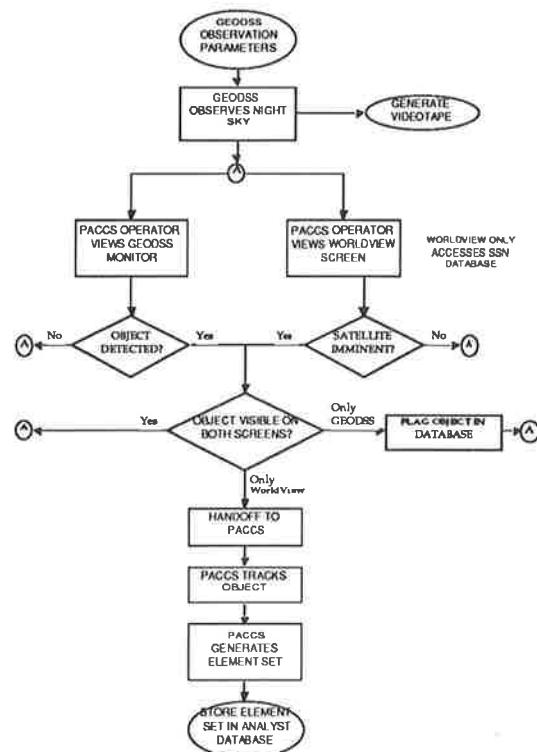 GEODSS
OBSERVATION
PARAMETERS
GEODSS
OBSERVES NIGHT
SKY
GENERATE
VIDEOTAPE
A
PACCS OPERATOR
VIEWS GEODSS
MONITOR
PACCS OPERATOR
VIEWS WORLDVIEW
SCREEN
WORLDVIEW ONLY
ACCESSES SSN
DATABASE
A
No
OBJECT
DETECTED?
Yes
Yes
SATELLITE
IMMINENT?
No
A
A
Yes
OBJECT VISIBLE ON
BOTH SCREENS?
Only
GEODSS
FLAG OBJECT IN
DATABASE
A
Only
WorldView
HANDOFF TO
PACCS
PACCS TRACKS
OBJECT
PACCS
GENERATES
ELEMENT SET
STORE ELEMENT
SET IN ANALYST
DATABASE